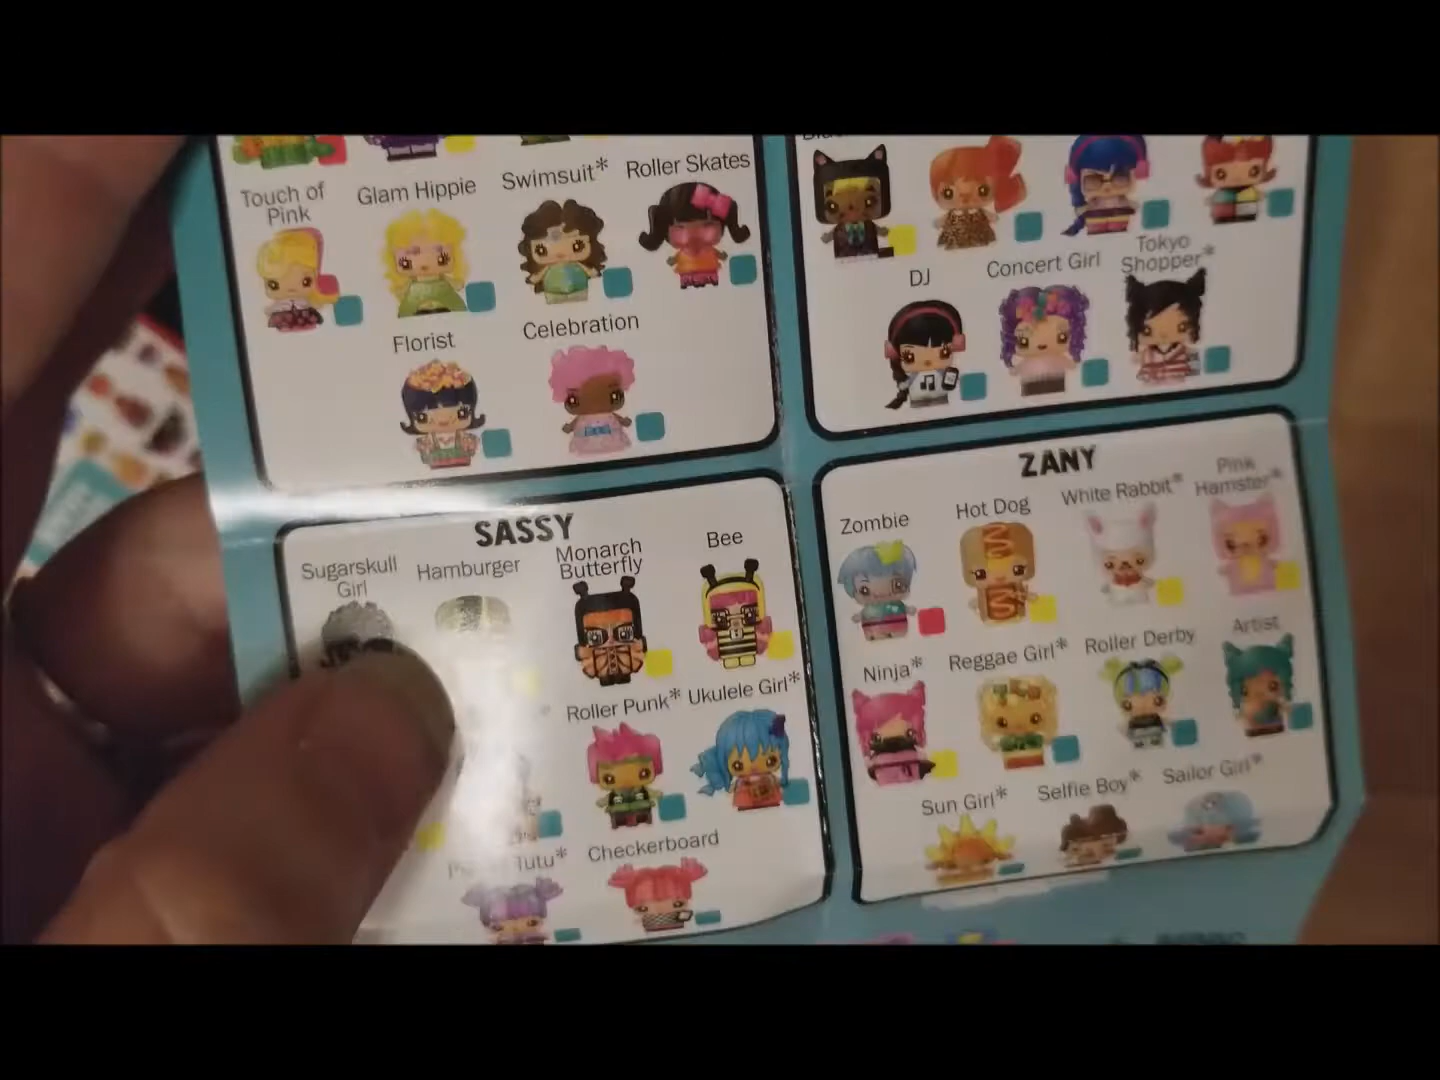 Touch of
Pink
Glam Hippie
Swimsuit*
Roller Skates
Florist
Celebration
DJ
Concert Girl
Tokyo
Shopper*
SASSY
Sugarskull
Girl
Hamburger
Monarch
Butterfly
Bee
Roller Punk*
Ukulele Girl*
Tutu*
Checkerboard
ZANY
Zombie
Hot Dog
White Rabbit*
Pink
Hamster*
Ninja*
Reggae Girl*
Roller Derby
Artist
Sun Girl*
Selfie Boy*
Sailor Girl*